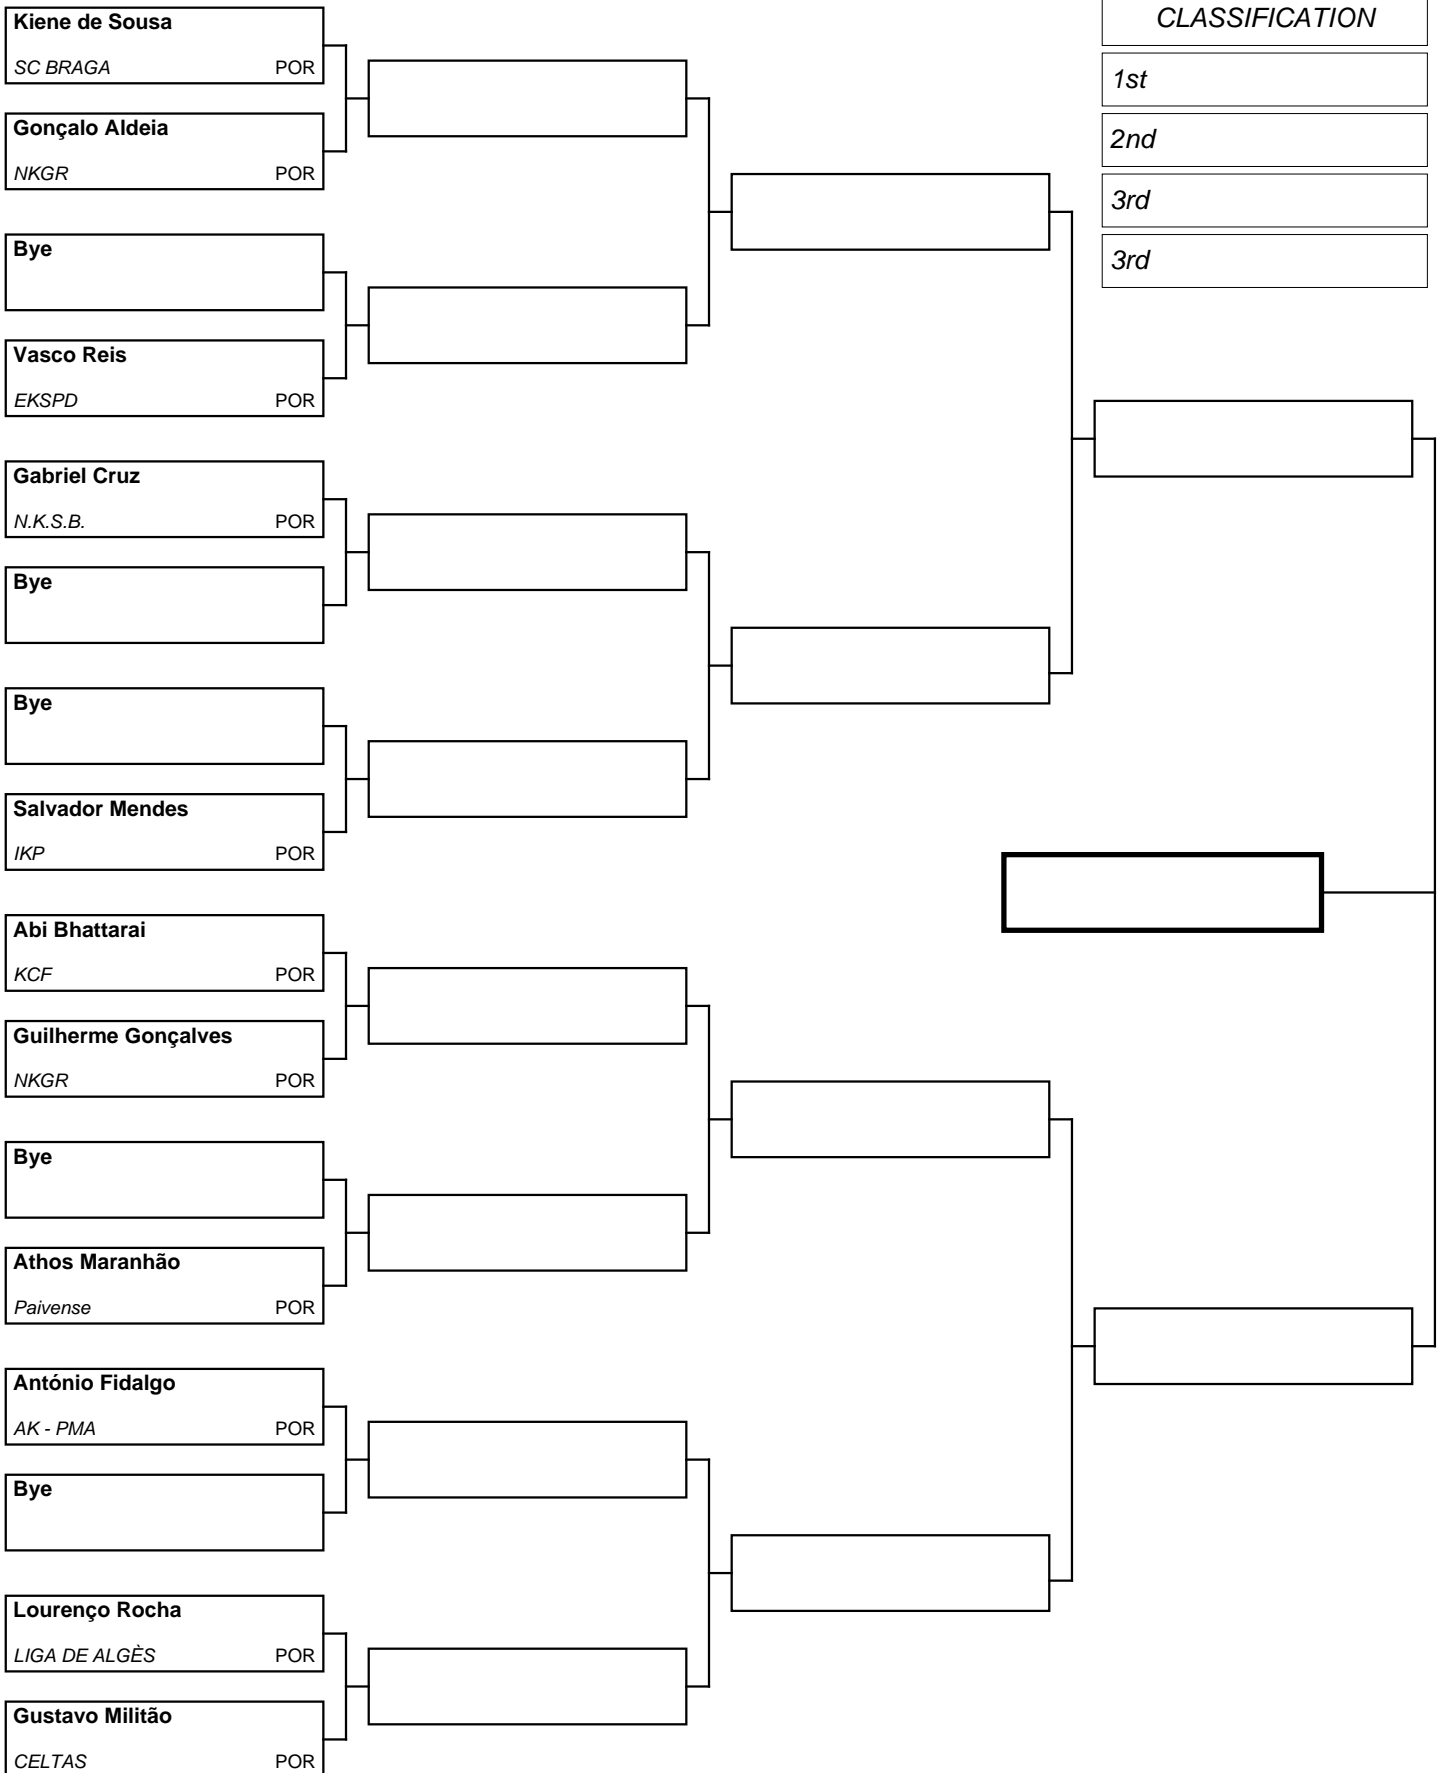 Kiene de Sousa
SC BRAGA POR
Gonçalo Aldeia
NKGR POR
Bye
Vasco Reis
EKSPD POR
Gabriel Cruz
N.K.S.B. POR
Bye
Bye
Salvador Mendes
IKP POR
Abi Bhattarai
KCF POR
Guilherme Gonçalves
NKGR POR
Bye
Athos Maranhão
Paivense POR
António Fidalgo
AK - PMA POR
Bye
Lourenço Rocha
LIGA DE ALGÈS POR
Gustavo Militão
CELTAS POR
CLASSIFICATION
1st
2nd
3rd
3rd